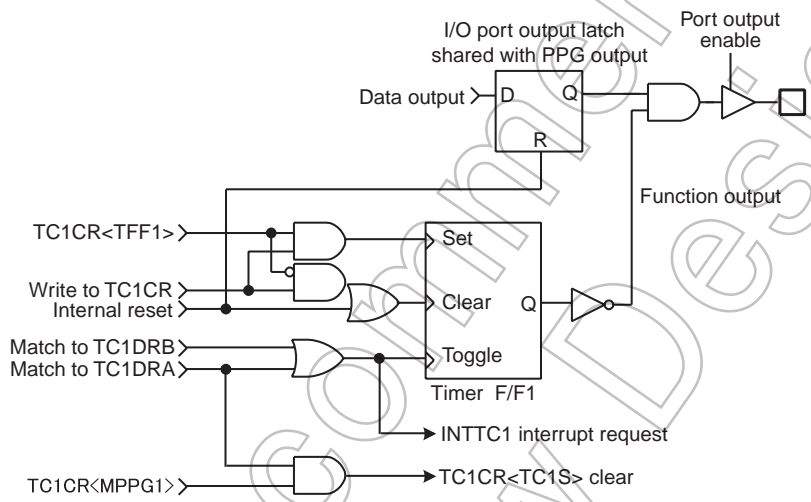 I/O port output latch
shared with PPG output
Port output
enable
Data output
D
Q
R
Function output
TC1CR<TFF1>
Set
Write to TC1CR
Internal reset
Clear
Q
Match to TC1DRB
Match to TC1DRA
Toggle
Timer F/F1
INTTC1 interrupt request
TC1CR<TC1S> clear
TC1CR<MPPG1>